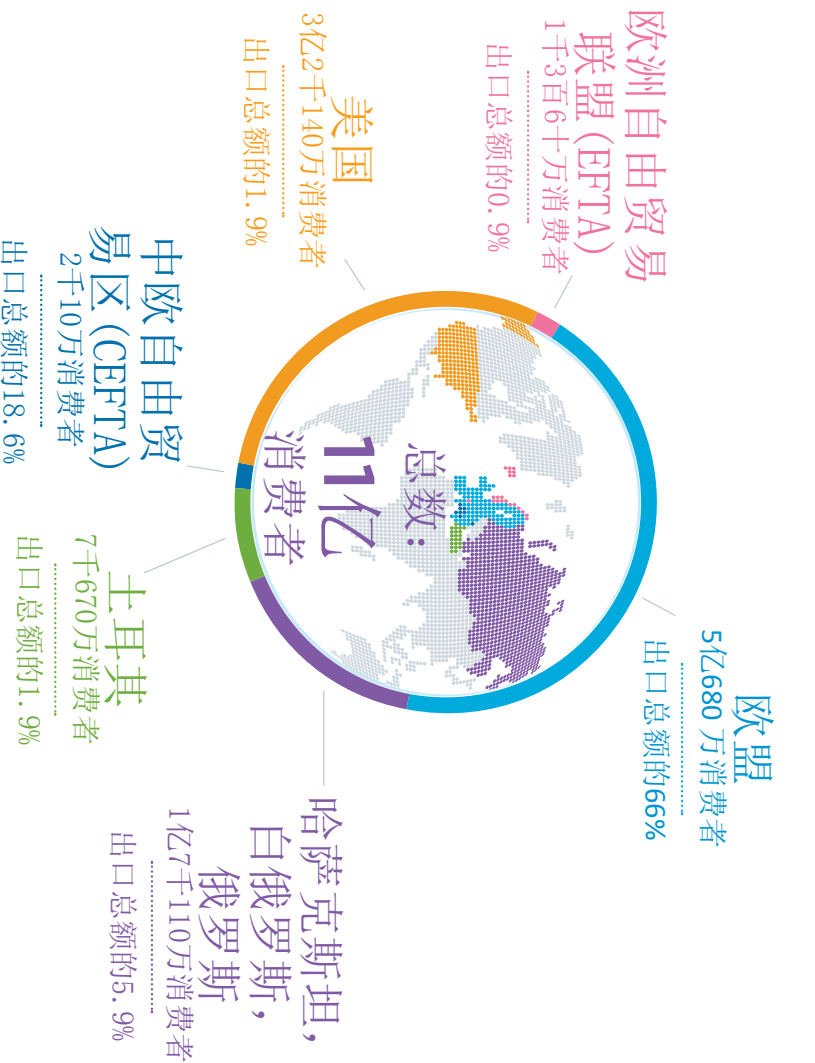 欧洲自由贸易
联盟(EFTA)
1千3百6十万消费者
出口总额的0.9%
美国
3亿2千140万消费者
出口总额的1.9%
中欧自由贸
易区(CEFTA)
2千10万消费者
出口总额的18.6%
土耳其
7千670万消费者
出口总额的1.9%
哈萨克斯坦,
白俄罗斯,
俄罗斯
1亿7千110万消费者
出口总额的5.9%
欧盟
5亿680 万消费者
出口总额的66%
总数:
11亿
消费者